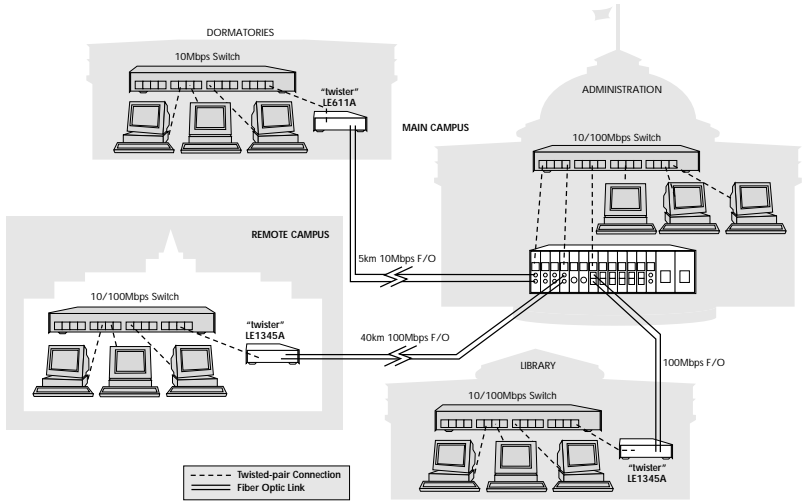 DORMATORIES
10Mbps Switch
"twister"
LE611A
MAIN CAMPUS
ADMINISTRATION
10/100Mbps Switch
REMOTE CAMPUS
5km 10Mbps F/O
10/100Mbps Switch
"twister"
LE1345A
40km 100Mbps F/O
LIBRARY
100Mbps F/O
10/100Mbps Switch
"twister"
LE1345A
Twisted-pair Connection
Fiber Optic Link